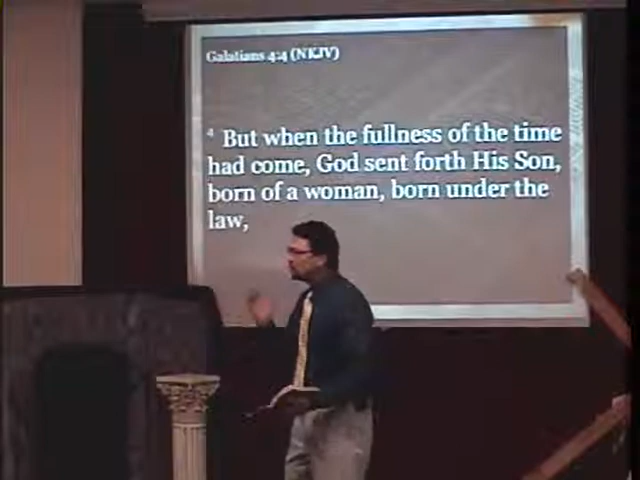 Galatians 4:4 (NKJV)
4 But when the fullness of the time
had come, God sent forth His Son,
born of a woman, born under the
law,